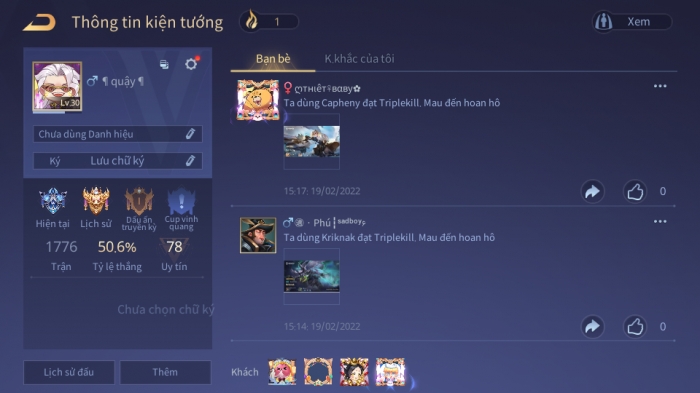 Thông tin kiện tướng
1
Xem
Bạn bè
K.khắc của tôi
¶ quậy ¶
Lv.30
Chưa dùng Danh hiệu
Ký
Lưu chữ ký
Hiện tại
Lịch sử
Dấu ấn truyền kỳ
Cup vinh quang
1776
50.6%
78
Trận
Tỷ lệ thắng
Uy tín
Chưa chọn chữ ký
Lịch sử đấu
Thêm
Ta dùng Capheny đạt Triplekill. Mau đến hoan hô
15:17: 19/02/2022
0
Phú
Ta dùng Kriknak đạt Triplekill. Mau đến hoan hô
15:14: 19/02/2022
0
Khách